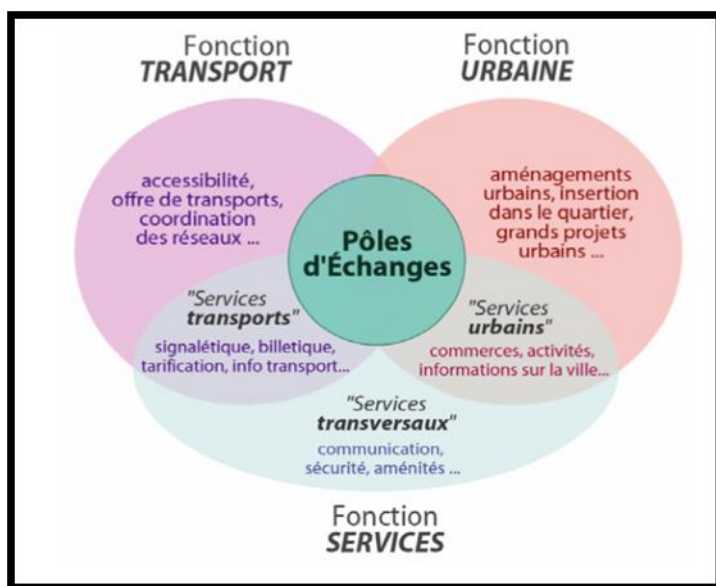 Fonction
TRANSPORT
Fonction
URBAINE
accessibilité,
offre de transports,
coordination
des réseaux ...
aménagements
urbains, insertion
dans le quartier,
grands projets
urbains ...
Pôles
d'Échanges
"Services
transports"
signalétique, billetique,
tarification, info transport...
"Services
urbains"
commerces, activités,
informations sur la ville...
"Services
transversaux"
communication,
sécurité, aménités ...
Fonction
SERVICES